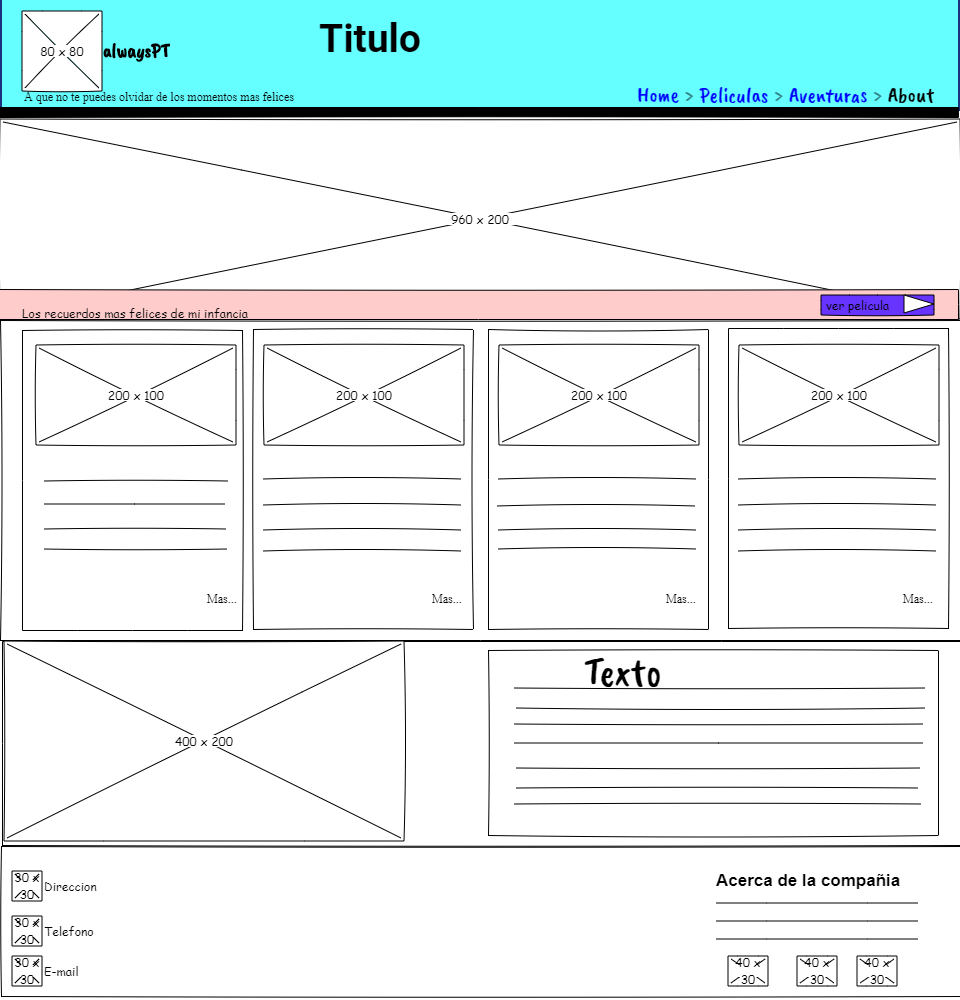 Titulo
80 x 80
alwaysPT
A que no te puedes olvidar de los momentos mas felices
Home > Peliculas > Aventuras > About
960 x 200
Los recuerdos mas felices de mi infancia
ver pelicula
200 x 100
200 x 100
200 x 100
200 x 100
Mas...
Mas...
Mas...
Mas...
400 x 200
Texto
30 x
30
Direccion
30 x
30
Telefono
30 x
30
E-mail
Acerca de la compañia
40 x
30
40 x
30
40 x
30